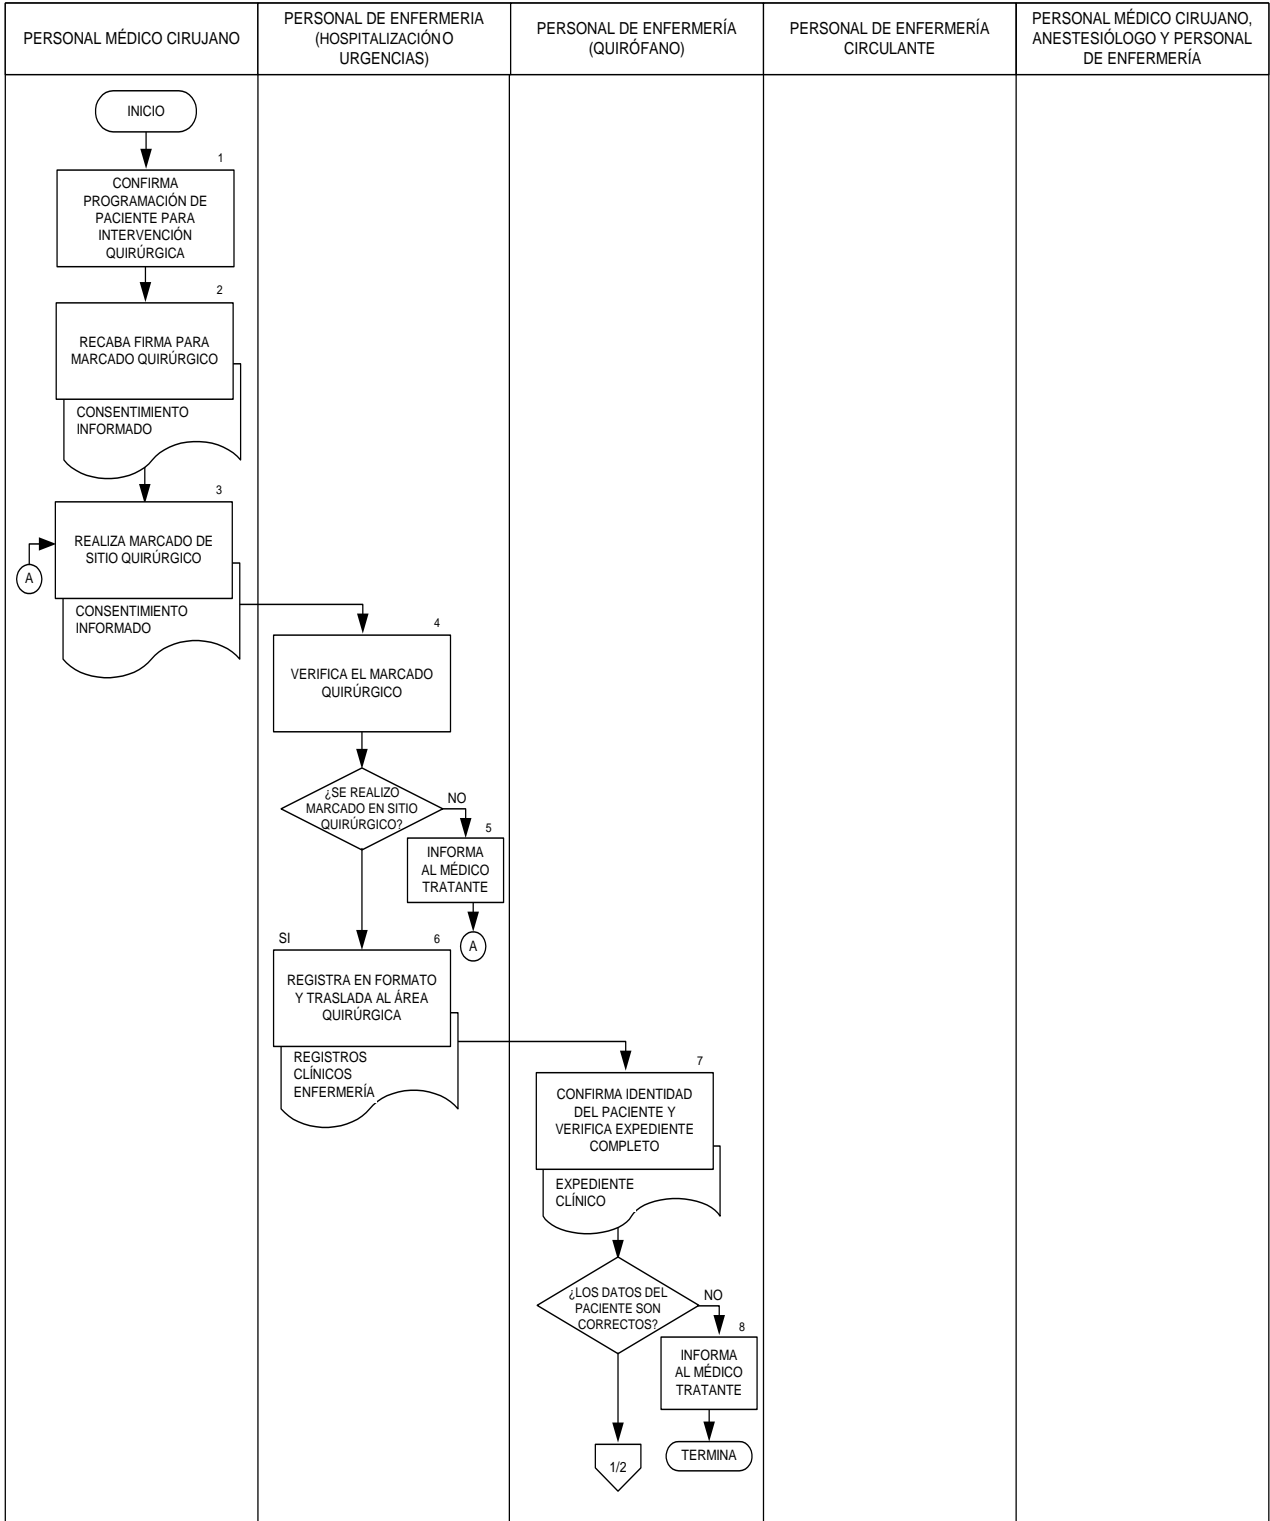 PERSONAL MÉDICO CIRUJANO
PERSONAL DE ENFERMERIA
(HOSPITALIZACIÓN O
URGENCIAS)
PERSONAL DE ENFERMERÍA
(QUIRÓFANO)
PERSONAL DE ENFERMERÍA
CIRCULANTE
PERSONAL MÉDICO CIRUJANO,
ANESTESIÓLOGO Y PERSONAL
DE ENFERMERÍA
INICIO
1
CONFIRMA
PROGRAMACIÓN DE
PACIENTE PARA
INTERVENCIÓN
QUIRÚRGICA
2
RECABA FIRMA PARA
MARCADO QUIRÚRGICO
CONSENTIMIENTO
INFORMADO
3
REALIZA MARCADO DE
SITIO QUIRÚRGICO
A
CONSENTIMIENTO
INFORMADO
4
VERIFICA EL MARCADO
QUIRÚRGICO
¿SE REALIZO
MARCADO EN SITIO
QUIRÚRGICO?
NO
5
INFORMA
AL MÉDICO
TRATANTE
A
SI
6
REGISTRA EN FORMATO
Y TRASLADA AL ÁREA
QUIRÚRGICA
REGISTROS
CLÍNICOS
ENFERMERÍA
7
CONFIRMA IDENTIDAD
DEL PACIENTE Y
VERIFICA EXPEDIENTE
COMPLETO
EXPEDIENTE
CLÍNICO
¿LOS DATOS DEL
PACIENTE SON
CORRECTOS?
NO
8
INFORMA
AL MÉDICO
TRATANTE
TERMINA
1/2